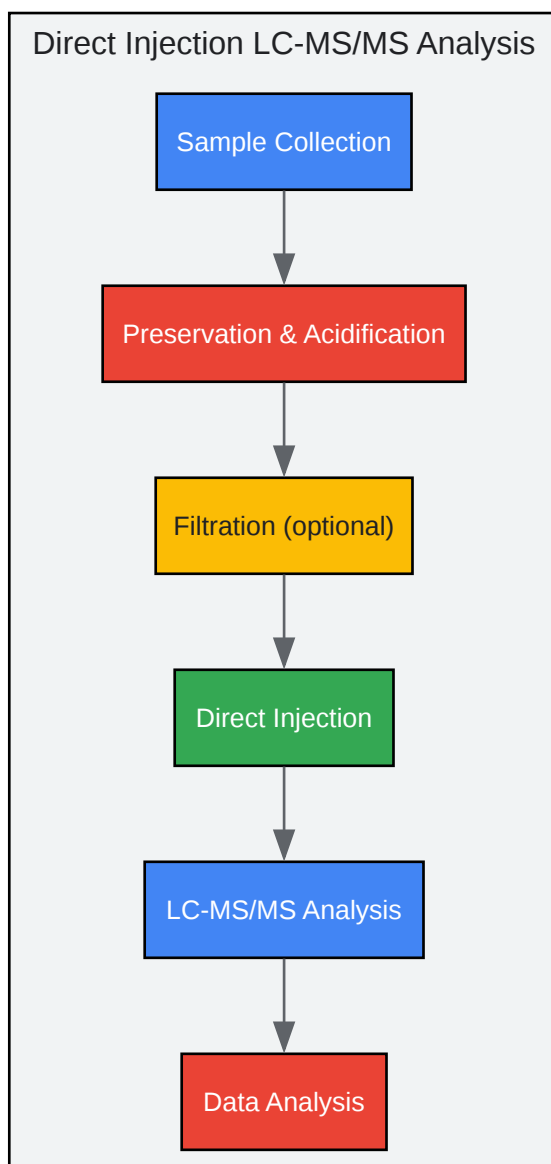 Direct Injection LC-MS/MS Analysis
Sample Collection
Preservation & Acidification
Filtration (optional)
Direct Injection
LC-MS/MS Analysis
Data Analysis